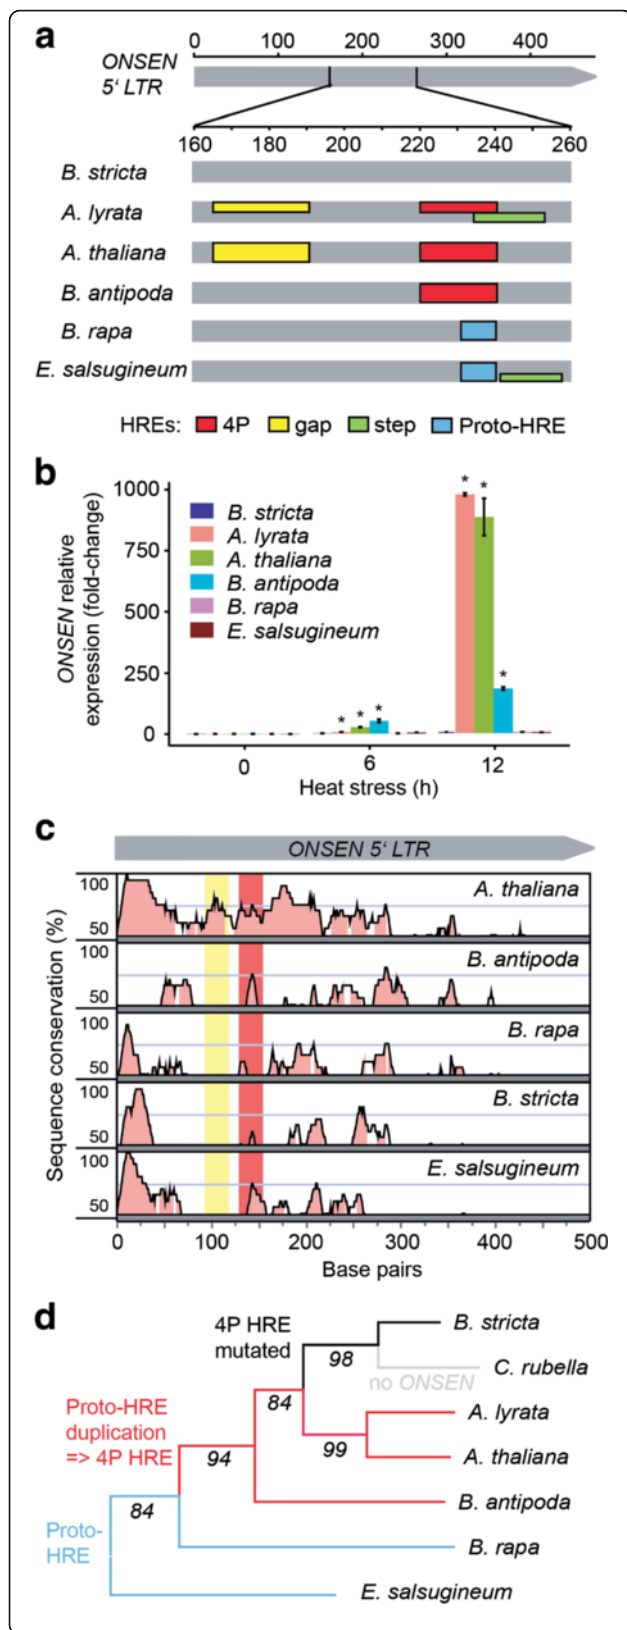 a
0 100 200 300 400
ONSEN
5' LTR
160 180 200 220 240 260
B. stricta
A. lyrata
A. thaliana
B. antipoda
B. rapa
E. salsugineum
HREs: 4P gap step Proto-HRE
b
ONSEN relative
expression (fold-change)
1000
750
500
250
0
B. stricta
A. lyrata
A. thaliana
B. antipoda
B. rapa
E. salsugineum
* * *
* * *
0 6 12
Heat stress (h)
c
ONSEN 5' LTR
Sequence conservation (%)
100
50
A. thaliana
100
50
B. antipoda
100
50
B. rapa
100
50
B. stricta
100
50
E. salsugineum
0 100 200 300 400 500
Base pairs
d
4P HRE
mutated
B. stricta
98
C. rubella
no ONSEN
Proto-HRE
duplication
=> 4P HRE
84
A. lyrata
99
A. thaliana
94
B. antipoda
84
Proto-
HRE
B. rapa
E. salsugineum